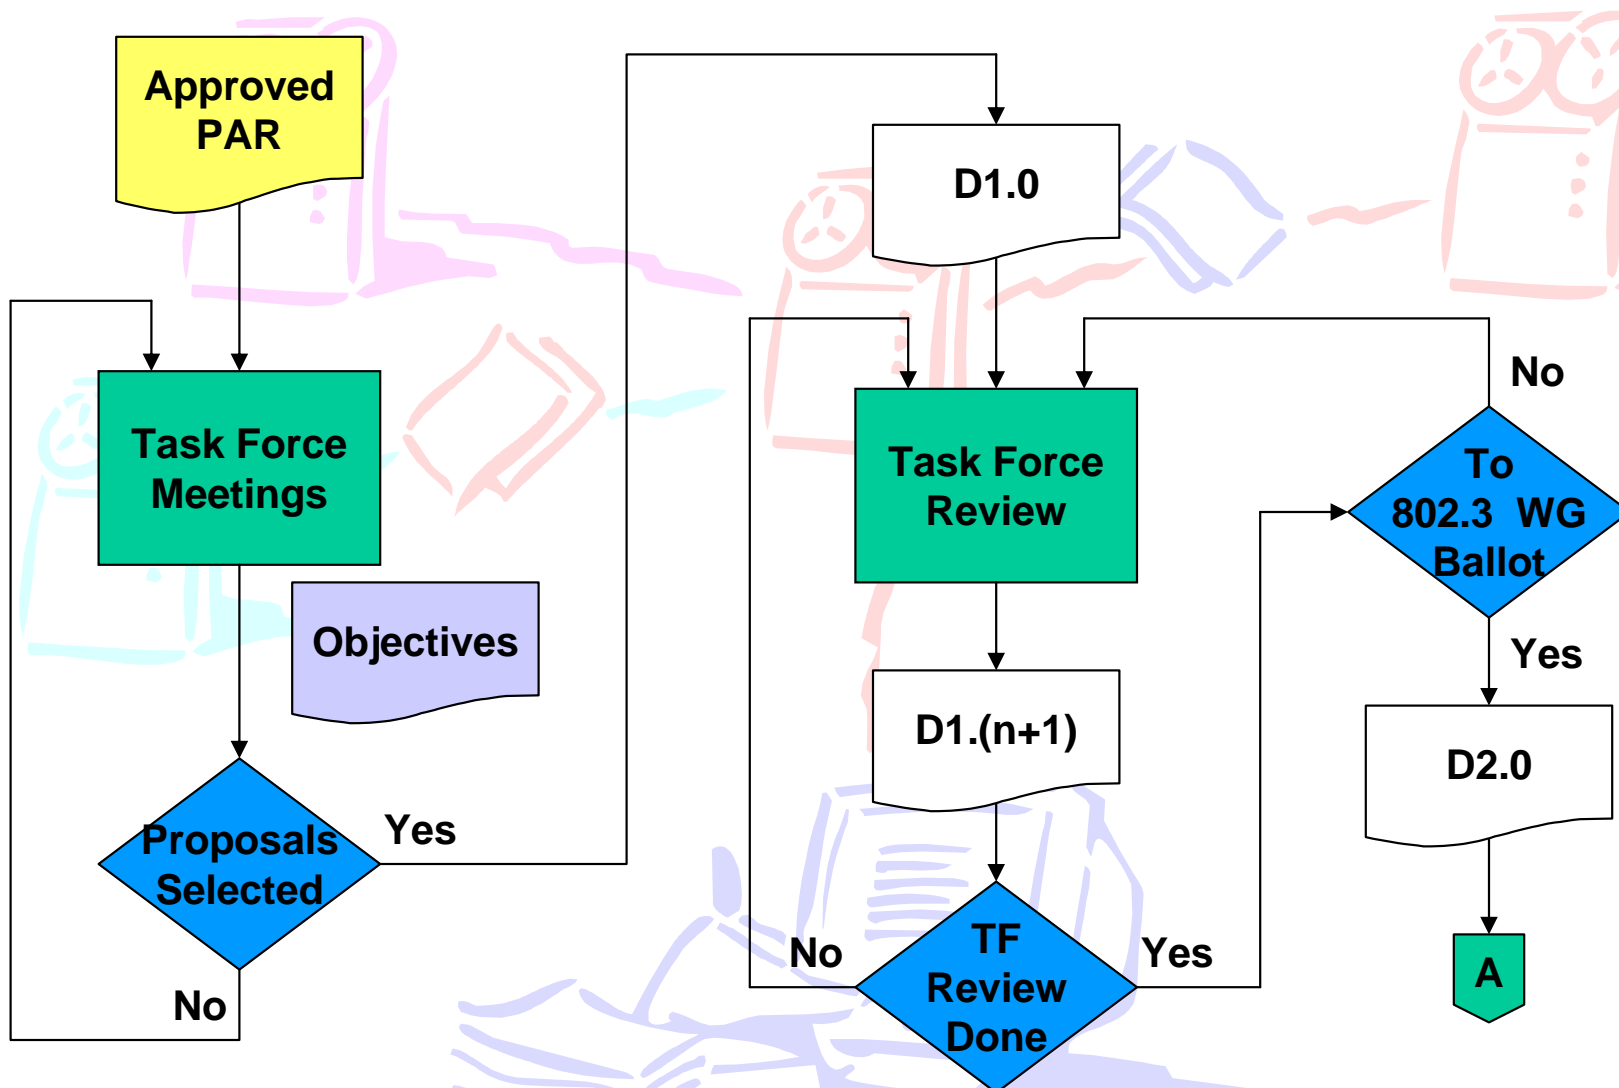 Approved
PAR
Task Force
Meetings
Objectives
Proposals
Selected
Yes
No
D1.0
Task Force
Review
D1.(n+1)
TF
Review
Done
No
Yes
To
802.3 WG
Ballot
No
Yes
D2.0
A